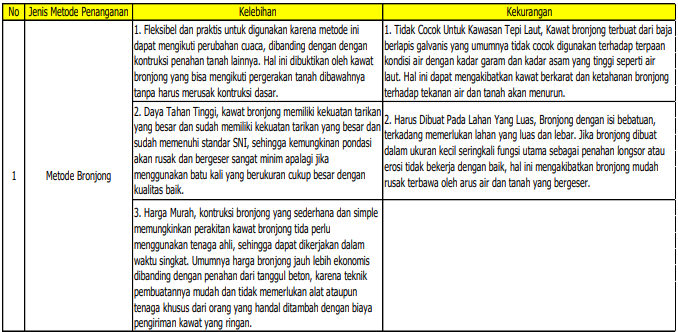 No Jenis Metode Penanganan Kelebihan Kekurangan
1 Metode Bronjong
1. Fleksibel dan praktis untuk digunakan karena metode ini
dapat mengikuti perubahan cuaca, dibanding dengan dengan
kontruksi penahan tanah lainnya. Hal ini dibuktikan oleh kawat
bronjong yang bisa mengikuti pergerakan tanah dibawahnya
tanpa harus merusak kontruksi dasar.
1. Tidak Cocok Untuk Kawasan Tepi Laut, Kawat bronjong terbuat dari baja
berlapis galvanis yang umumnya tidak cocok digunakan terhadap terpaan
kondisi air dengan kadar garam dan kadar asam yang tinggi seperti air
laut. Hal ini dapat mengakibatkan kawat berkarat dan ketahanan bronjong
terhadap tekanan air dan tanah akan menurun.
2. Daya Tahan Tinggi, kawat bronjong memiliki kekuatan tarikan
yang besar dan sudah memiliki kekuatan tarikan yang besar dan
sudah memenuhi standar SNI, sehingga kemungkinan pondasi
akan rusak dan bergeser sangat minim apalagi jika
menggunakan batu kali yang berukuran cukup besar dengan
kualitas baik.
2. Harus Dibuat Pada Lahan Yang Luas, Bronjong dengan isi bebatuan,
terkadang memerlukan lahan yang luas dan lebar. Jika bronjong dibuat
dalam ukuran kecil seringkali fungsi utama sebagai penahan longsor atau
erosi tidak bekerja dengan baik, hal ini mengakibatkan bronjong mudah
rusak terbawa oleh arus air dan tanah yang bergeser.
3. Harga Murah, kontruksi bronjong yang sederhana dan simple
memungkinkan perakitan kawat bronjong tida perlu
menggunakan tenaga ahli, sehingga dapat dikerjakan dalam
waktu singkat. Umumnya harga bronjong jauh lebih ekonomis
dibanding dengan penahan dari tanggul beton, karena teknik
pembuatannya mudah dan tidak memerlukan alat ataupun
tenaga khusus dari orang yang handal ditambah dengan biaya
pengiriman kawat yang ringan.